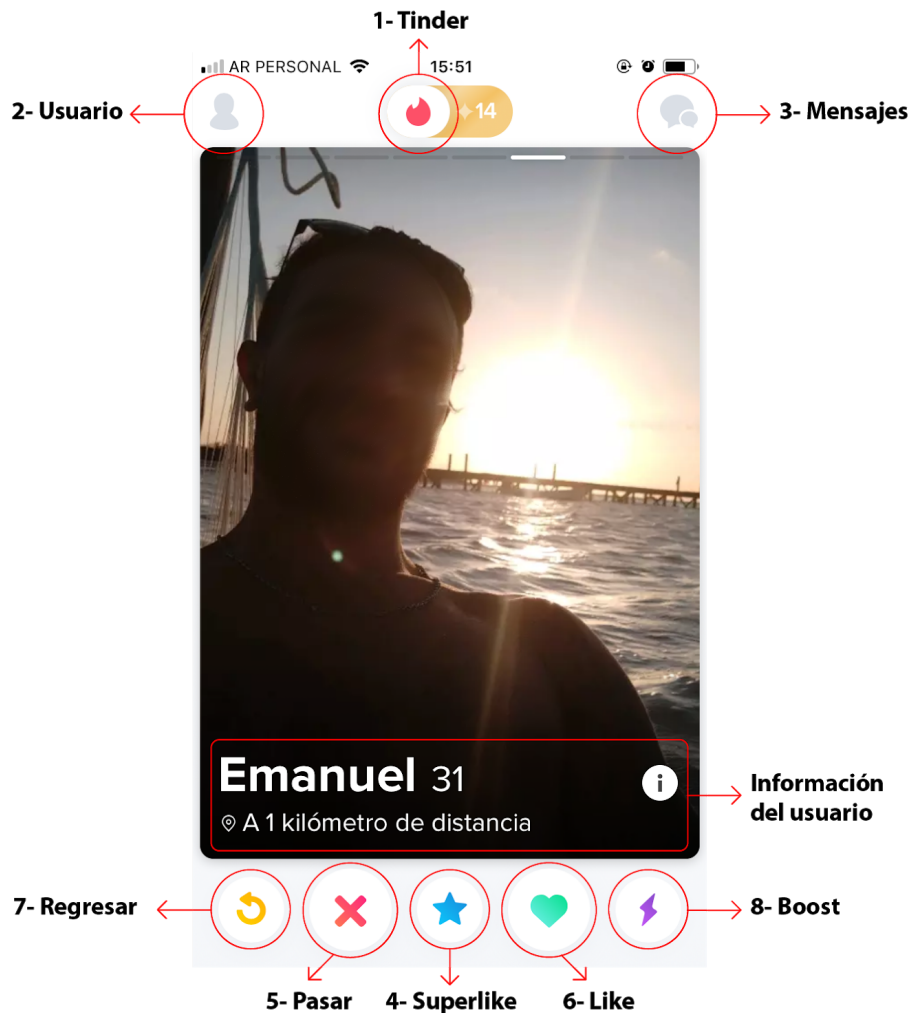 1- Tinder
AR PERSONAL 15:51
2- Usuario
14
3- Mensajes
Emanuel 31
A 1 kilómetro de distancia
Información
del usuario
7- Regresar
8- Boost
5- Pasar
4- Superlike
6- Like